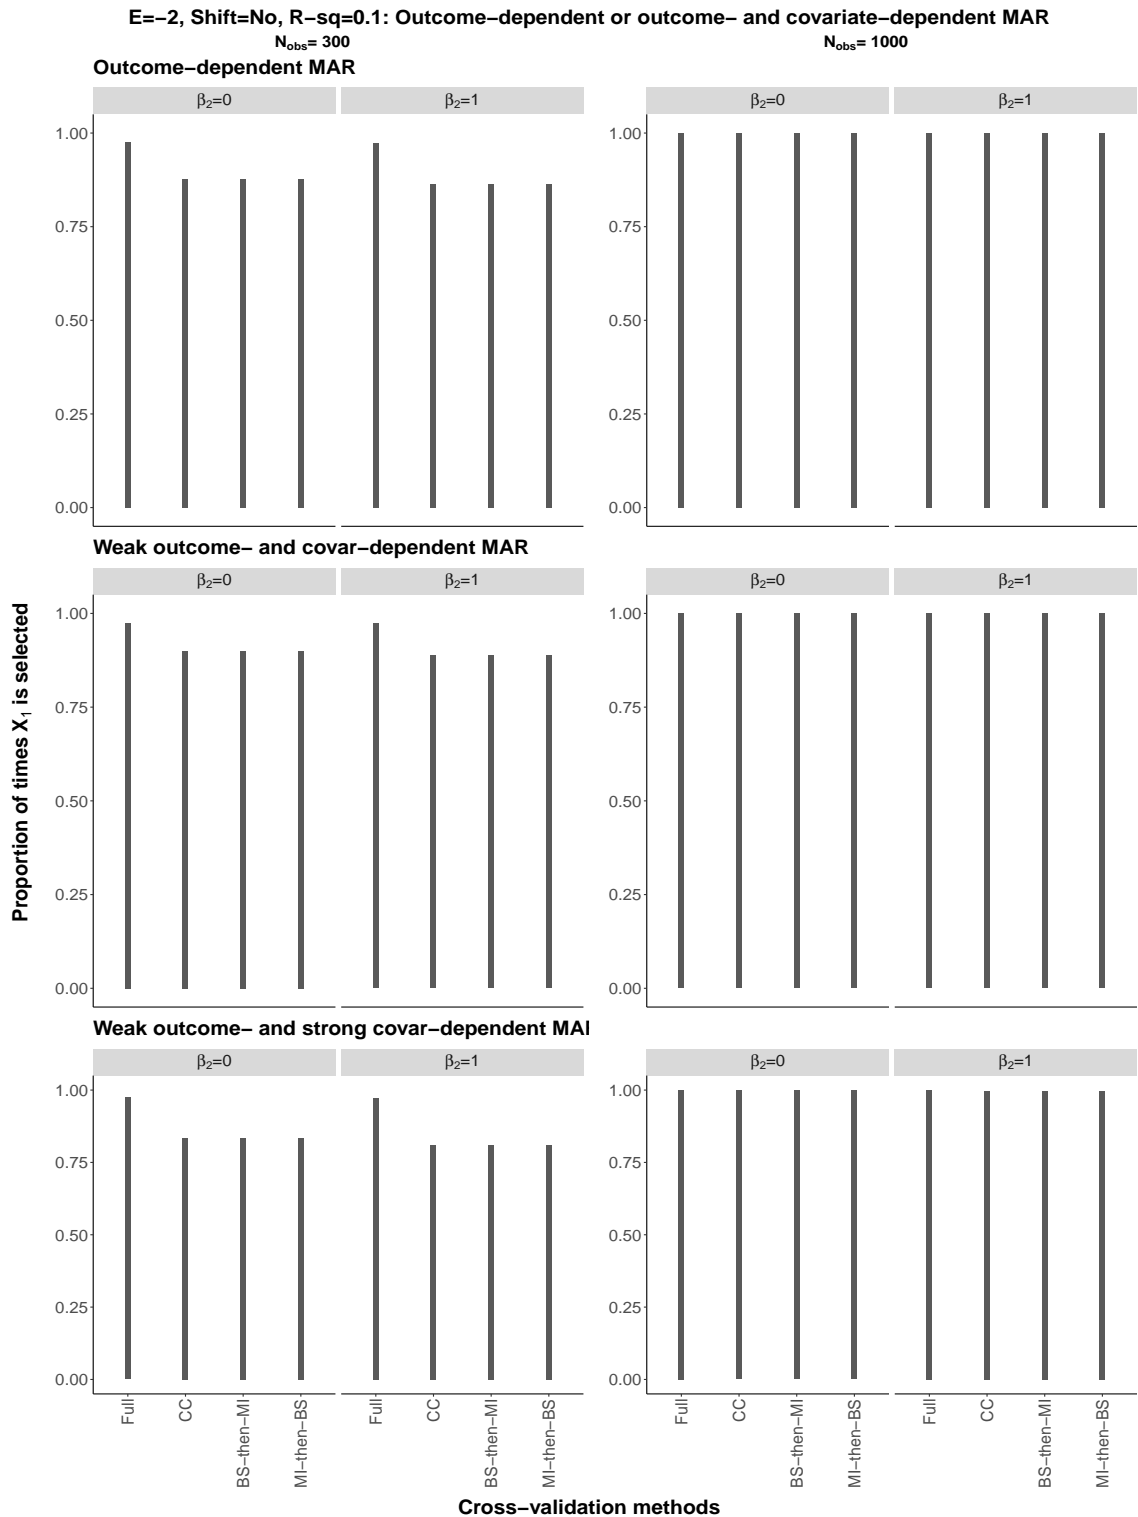 E=−2, Shift=No, R−sq=0.1: Outcome−dependent or outcome− and covariate−dependent MAR
N_obs= 300
N_obs= 1000
Outcome−dependent MAR
β₂=0
β₂=1
β₂=0
β₂=1
1.00
0.75
0.50
0.25
0.00
1.00
0.75
0.50
0.25
0.00
Weak outcome− and covar−dependent MAR
β₂=0
β₂=1
β₂=0
β₂=1
1.00
0.75
0.50
0.25
0.00
1.00
0.75
0.50
0.25
0.00
Proportion of times X₁ is selected
Weak outcome− and strong covar−dependent MAI
β₂=0
β₂=1
β₂=0
β₂=1
1.00
0.75
0.50
0.25
0.00
1.00
0.75
0.50
0.25
0.00
Full
CC
BS−then−MI
MI−then−BS
Full
CC
BS−then−MI
MI−then−BS
Full
CC
BS−then−MI
MI−then−BS
Full
CC
BS−then−MI
MI−then−BS
Cross−validation methods